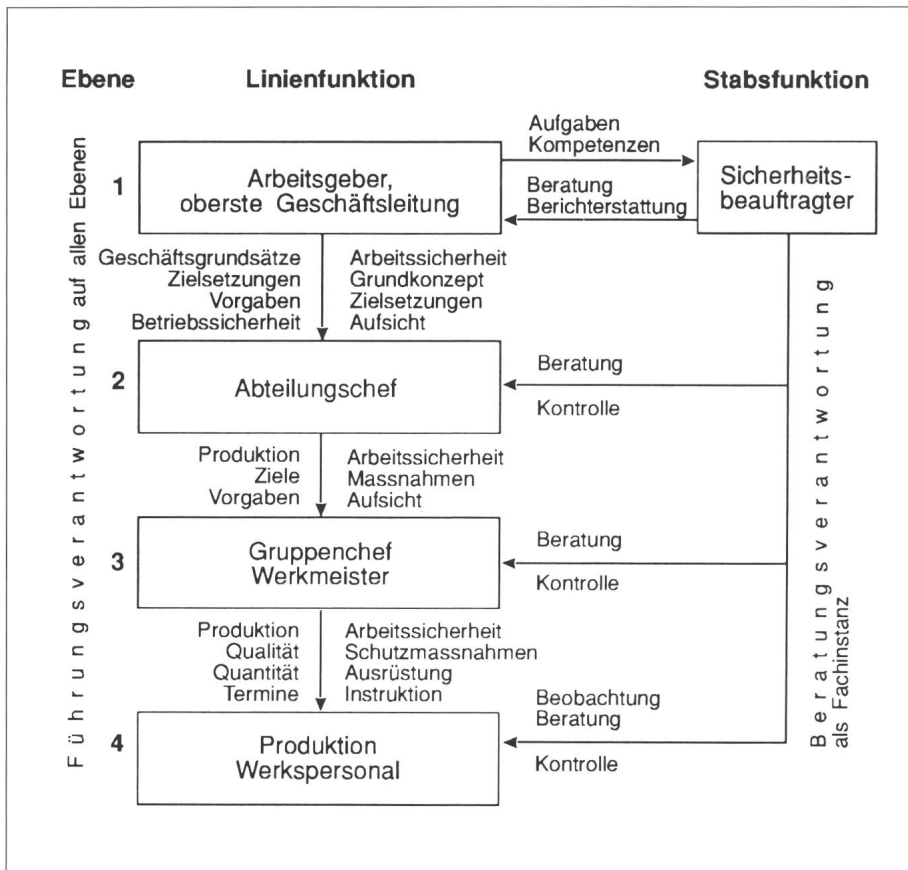 Ebene Linienfunktion Stabsfunktion
Führungsverantwortung auf allen Ebenen
1
Arbeitsgeber,
oberste Geschäftsleitung
Aufgaben
Kompetenzen
Beratung
Berichterstattung
Sicherheits-
beauftragter
Geschäftsgrundsätze
Zielsetzungen
Vorgaben
Betriebssicherheit
Arbeitssicherheit
Grundkonzept
Zielsetzungen
Aufsicht
2
Abteilungschef
Beratung
Kontrolle
Produktion
Ziele
Vorgaben
Arbeitssicherheit
Massnahmen
Aufsicht
3
Gruppenchef
Werkmeister
Beratung
Kontrolle
Produktion
Qualität
Quantität
Termine
Arbeitssicherheit
Schutzmassnahmen
Ausrüstung
Instruktion
4
Produktion
Werkspersonal
Beobachtung
Beratung
Kontrolle
Beratungsverantwortung
als Fachinstanz